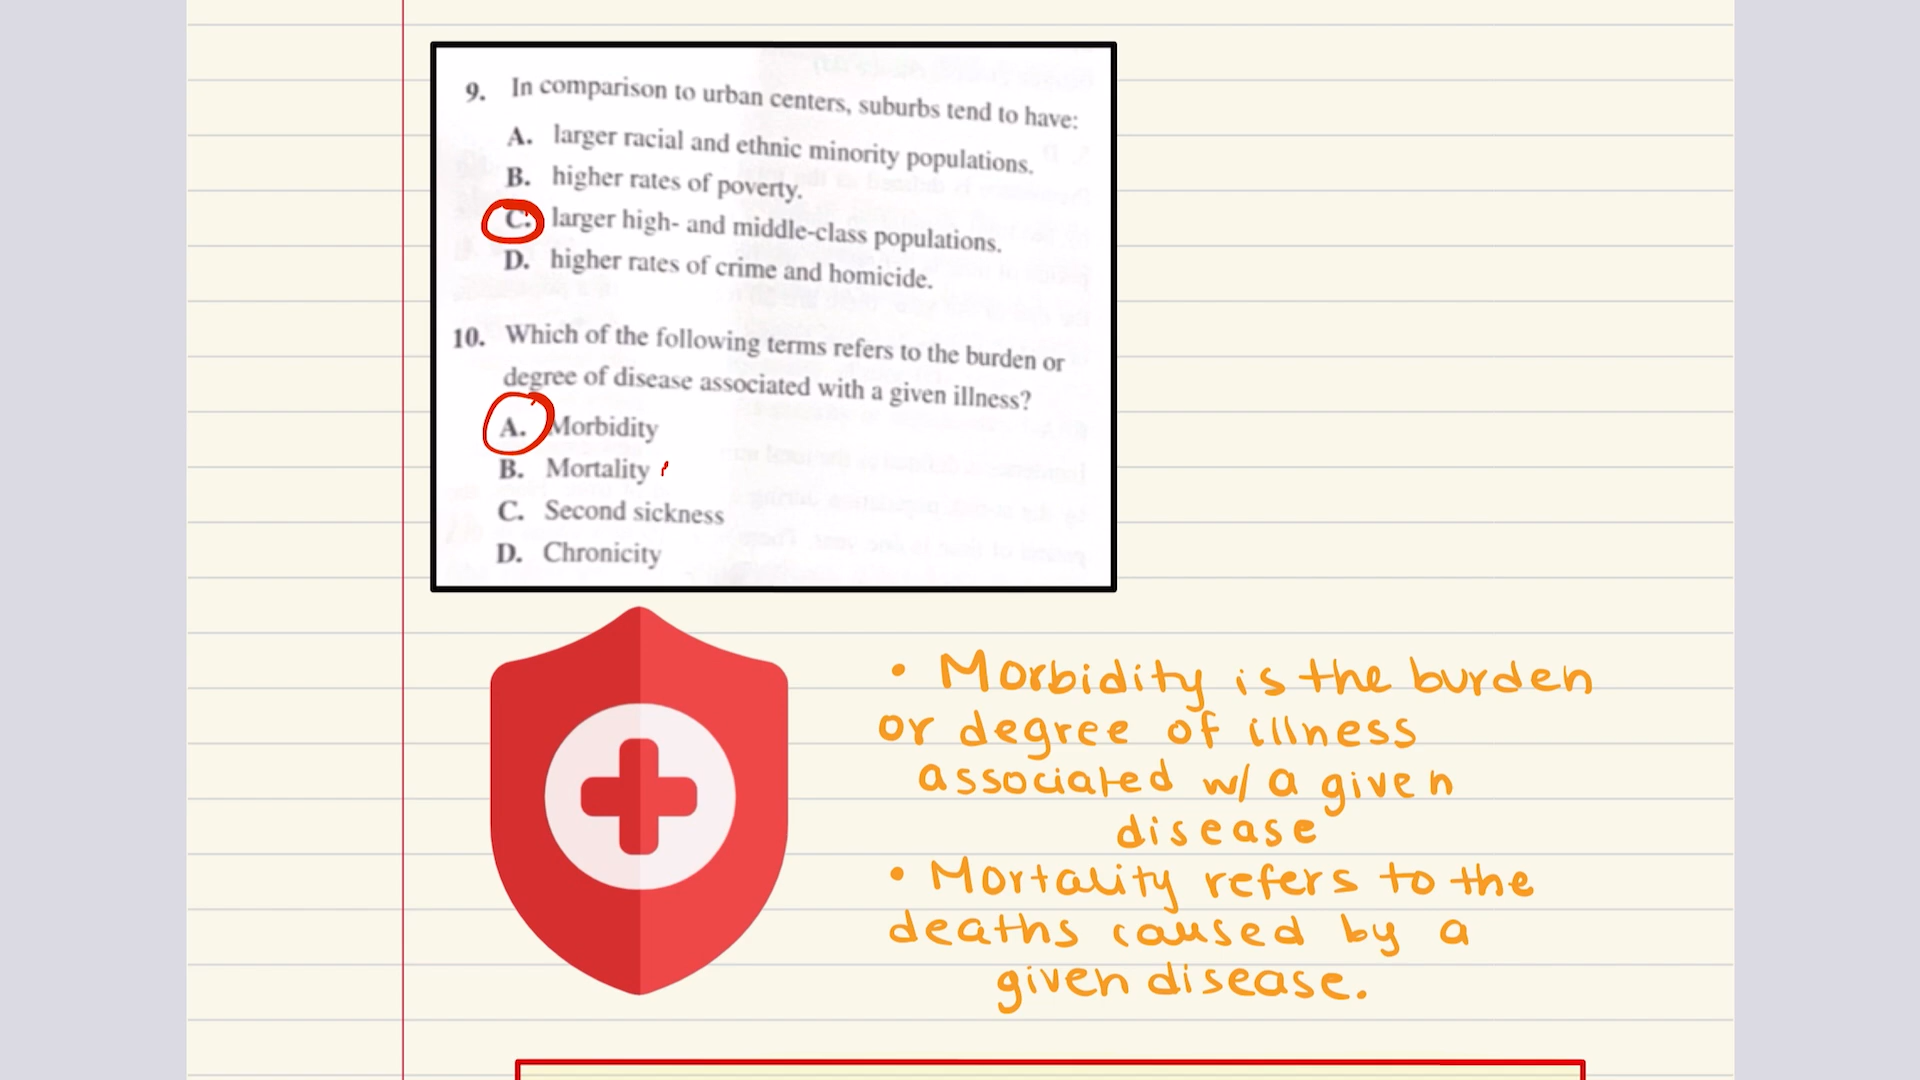 9. In comparison to urban centers, suburbs tend to have:
A. larger racial and ethnic minority populations.
B. higher rates of poverty.
C. larger high- and middle-class populations.
D. higher rates of crime and homicide.
10. Which of the following terms refers to the burden or
degree of disease associated with a given illness?
A. Morbidity
B. Mortality
C. Second sickness
D. Chronicity
• Morbidity is the burden
or degree of illness
associated w/ a given
disease
• Mortality refers to the
deaths caused by a
given disease.